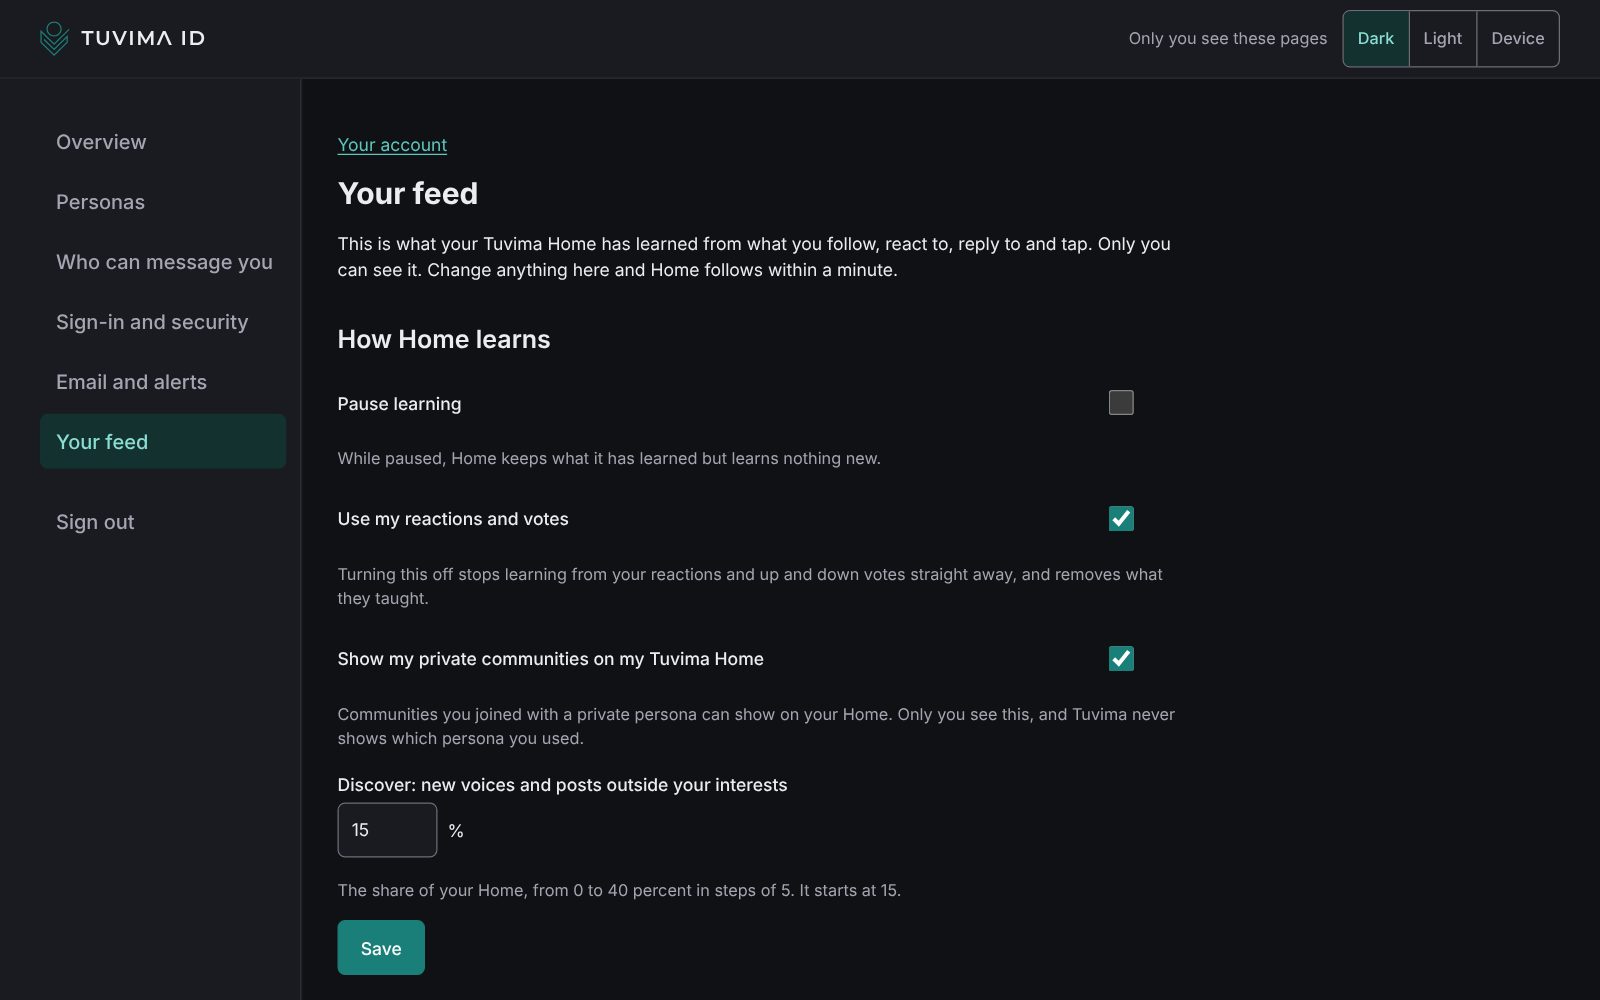 TUVIMA ID
Only you see these pages
Dark
Light
Device
Overview
Personas
Who can message you
Sign-in and security
Email and alerts
Your feed
Sign out
Your account
Your feed
This is what your Tuvima Home has learned from what you follow, react to, reply to and tap. Only you
can see it. Change anything here and Home follows within a minute.
How Home learns
Pause learning
While paused, Home keeps what it has learned but learns nothing new.
Use my reactions and votes
Turning this off stops learning from your reactions and up and down votes straight away, and removes what
they taught.
Show my private communities on my Tuvima Home
Communities you joined with a private persona can show on your Home. Only you see this, and Tuvima never
shows which persona you used.
Discover: new voices and posts outside your interests
15 %
The share of your Home, from 0 to 40 percent in steps of 5. It starts at 15.
Save